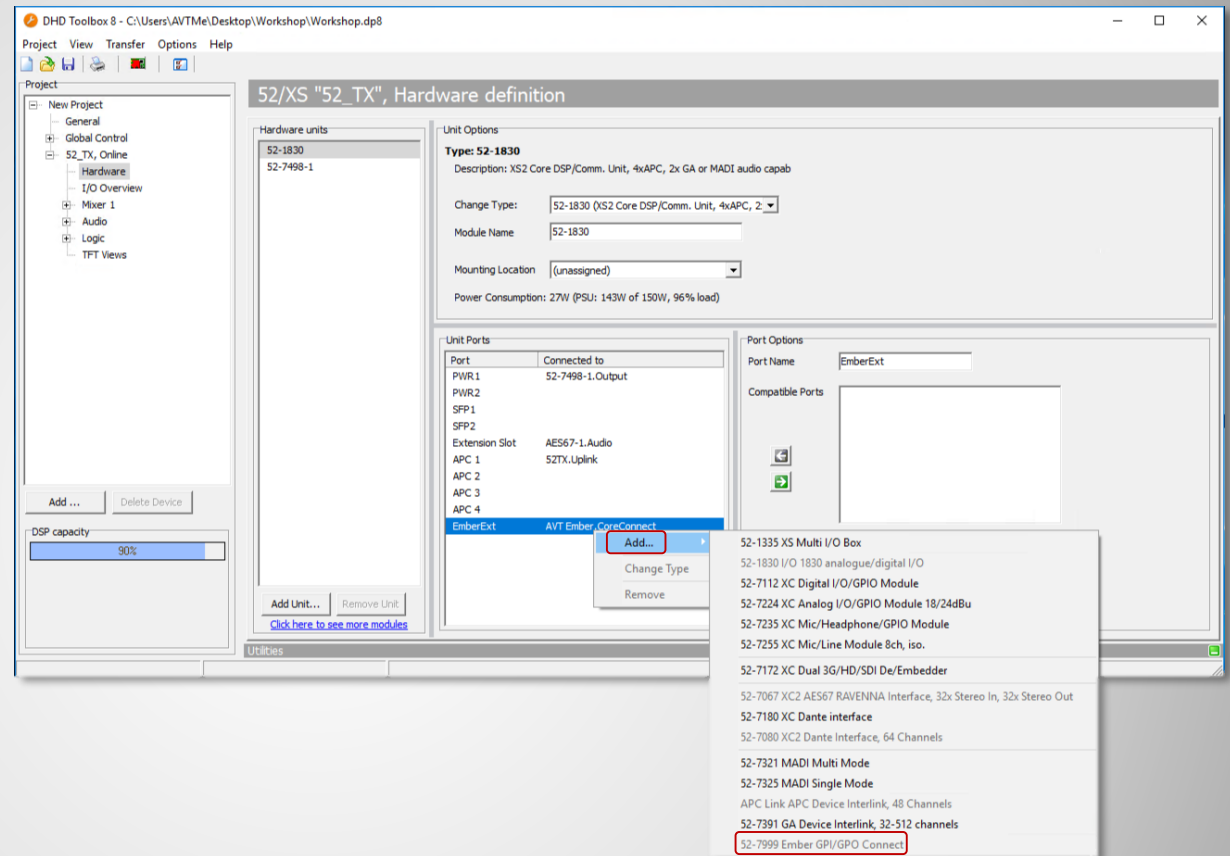 DHD Toolbox 8 - C:\Users\AVTMe\Desktop\Workshop\Workshop.dp8
Project View Transfer Options Help
Project
New Project
General
Global Control
52_TX, Online
Hardware
I/O Overview
Mixer 1
Audio
Logic
TFT Views
Add ...
Delete Device
DSP capacity
90%
52/XS "52_TX", Hardware definition
Hardware units
52-1830
52-7498-1
Add Unit...
Remove Unit
Click here to see more modules
Unit Options
Type: 52-1830
Description: XS2 Core DSP/Comm. Unit, 4xAPC, 2x GA or MADI audio capab
Change Type: 52-1830 (XS2 Core DSP/Comm. Unit, 4xAPC, 2
Module Name 52-1830
Mounting Location (unassigned)
Power Consumption: 27W (PSU: 143W of 150W, 96% load)
Unit Ports
Port Connected to
PWR1 52-7498-1.Output
PWR2
SFP1
SFP2
Extension Slot AES67-1.Audio
APC 1 52TX.Uplink
APC 2
APC 3
APC 4
EmberExt AVT Ember.CoreConnect
Port Options
Port Name EmberExt
Compatible Ports
Add...
Change Type
Remove
52-1335 XS Multi I/O Box
52-1830 I/O 1830 analogue/digital I/O
52-7112 XC Digital I/O/GPIO Module
52-7224 XC Analog I/O/GPIO Module 18/24dBu
52-7235 XC Mic/Headphone/GPIO Module
52-7255 XC Mic/Line Module 8ch, iso.
52-7172 XC Dual 3G/HD/SDI De/Embedder
52-7067 XC2 AES67 RAVENNA Interface, 32x Stereo In, 32x Stereo Out
52-7180 XC Dante interface
52-7080 XC2 Dante Interface, 64 Channels
52-7321 MADI Multi Mode
52-7325 MADI Single Mode
APC Link APC Device Interlink, 48 Channels
52-7391 GA Device Interlink, 32-512 channels
52-7999 Ember GPI/GPO Connect
Utilities